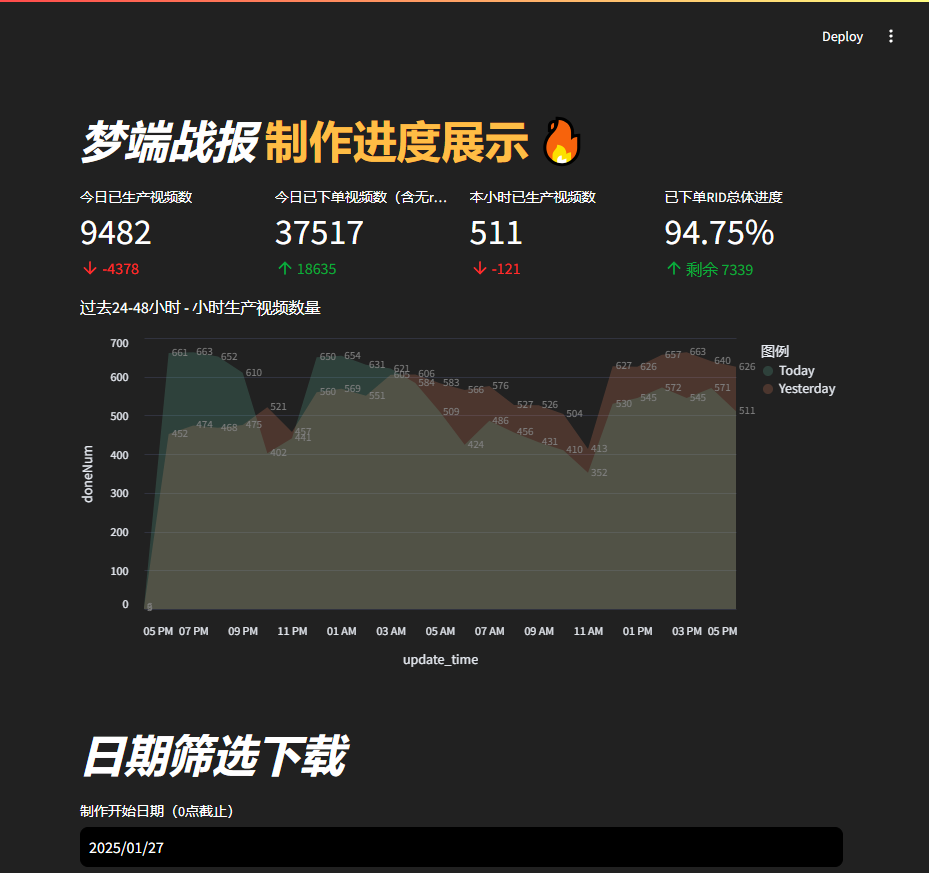 Deploy
梦端战报 制作进度展示
今日已生产视频数 今日已下单视频数（含无r... 本小时已生产视频数 已下单RID总体进度
9482 37517 511 94.75%
-4378 18635 -121 剩余 7339
过去24-48小时 - 小时生产视频数量
700
600
500
400
300
200
100
0
doneNum
661 663 652 610 402 441 650 654 631 605 584 509 424 486 456 431 410 352 530 545 572 545 571 511
452 474 468 475 521 457 560 569 551 621 606 583 566 576 527 526 504 413 627 626 657 663 640 626
图例
Today
Yesterday
05 PM 07 PM 09 PM 11 PM 01 AM 03 AM 05 AM 07 AM 09 AM 11 AM 01 PM 03 PM 05 PM
update_time
日期筛选下载
制作开始日期（0点截止）
2025/01/27